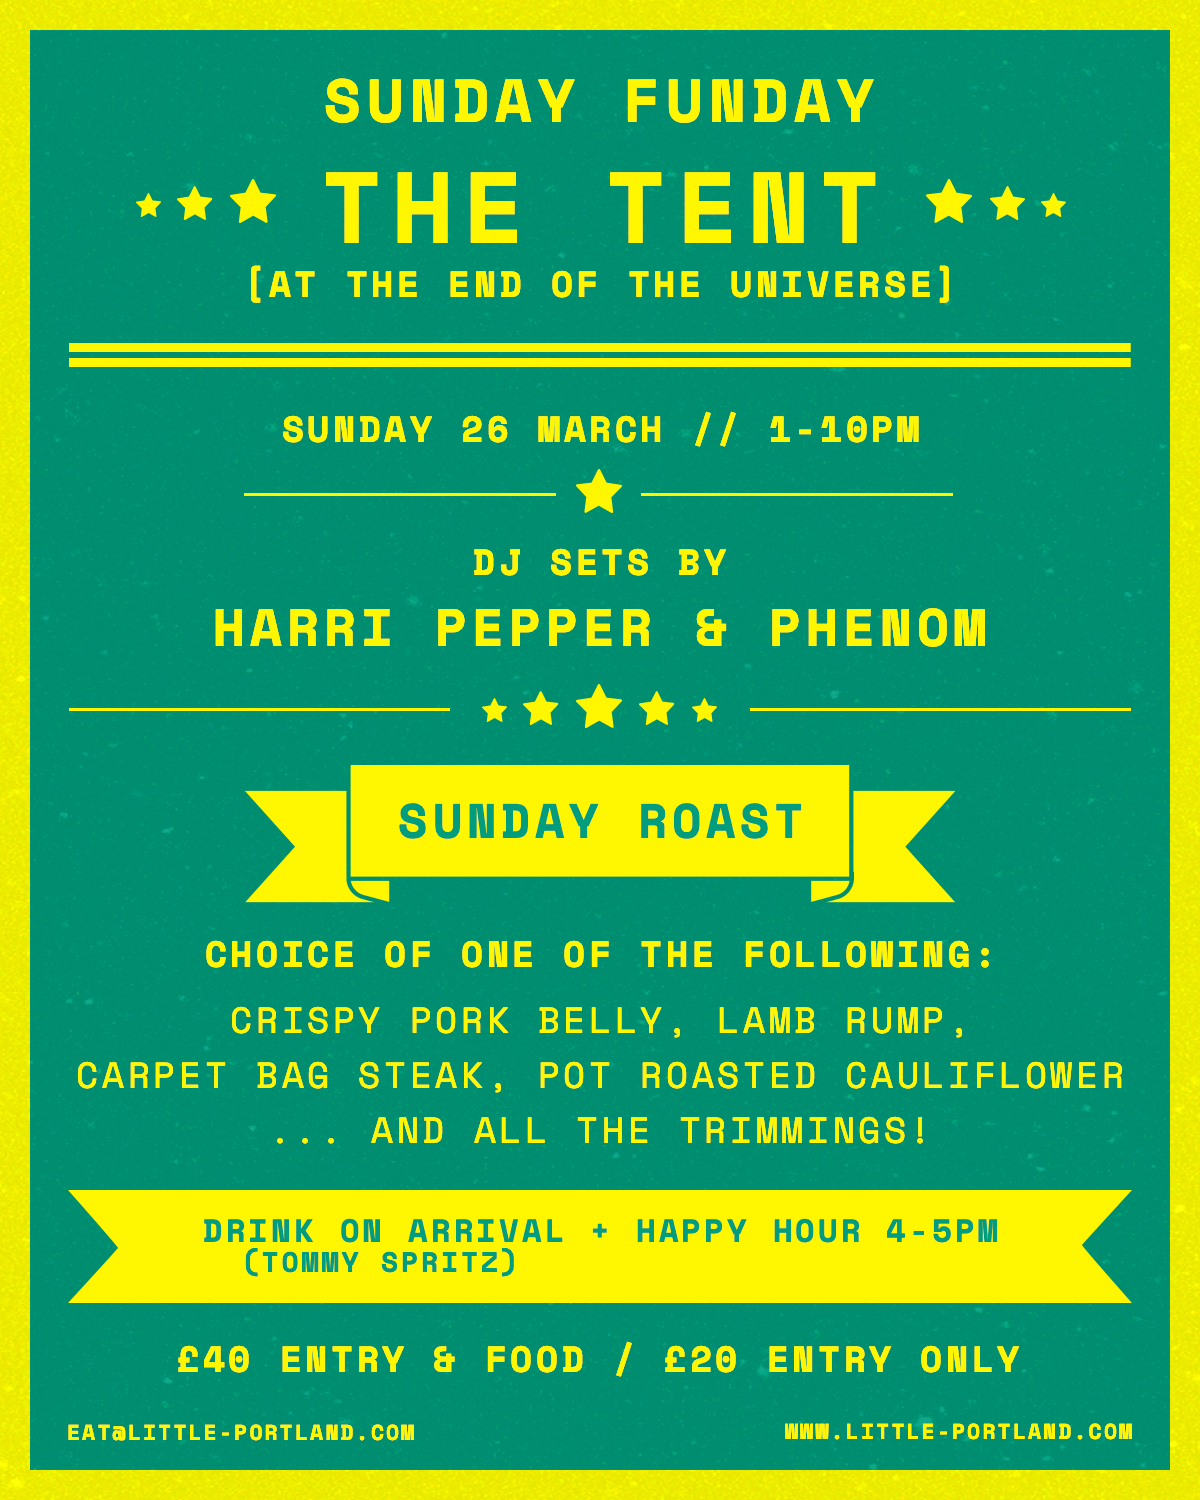 SUNDAY FUNDAY
THE TENT
[AT THE END OF THE UNIVERSE]
SUNDAY 26 MARCH // 1-10PM
DJ SETS BY
HARRI PEPPER & PHENOM
SUNDAY ROAST
CHOICE OF ONE OF THE FOLLOWING:
CRISPY PORK BELLY, LAMB RUMP,
CARPET BAG STEAK, POT ROASTED CAULIFLOWER
... AND ALL THE TRIMMINGS!
DRINK ON ARRIVAL + HAPPY HOUR 4-5PM
(TOMMY SPRITZ)
£40 ENTRY & FOOD / £20 ENTRY ONLY
EAT@LITTLE-PORTLAND.COM
WWW.LITTLE-PORTLAND.COM